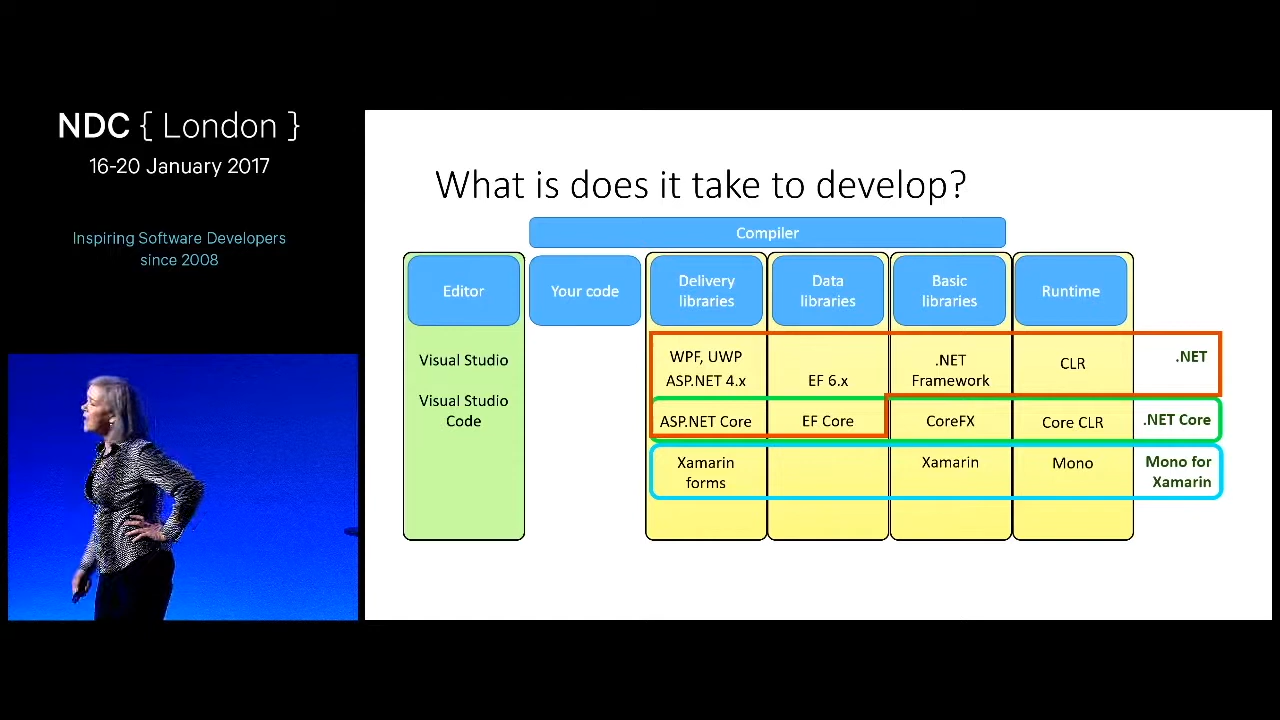 NDC { London }
16-20 January 2017
Inspiring Software Developers
since 2008
What is does it take to develop?
Compiler
Editor
Your code
Delivery
libraries
Data
libraries
Basic
libraries
Runtime
Visual Studio
Visual Studio
Code
WPF, UWP
ASP.NET 4.x
EF 6.x
.NET
Framework
CLR
.NET
ASP.NET Core
EF Core
CoreFX
Core CLR
.NET Core
Xamarin
forms
Xamarin
Mono
Mono for
Xamarin